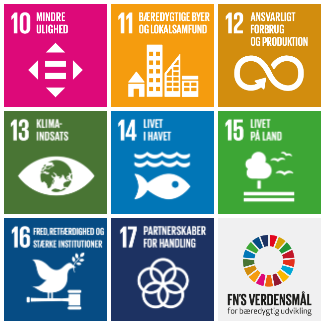 10 MINDRE
ULIGHED
11 BÆREDYGTIGE BYER
OG LOKALSAMFUND
12 ANSVARLIGT
FORBRUG
OG PRODUKTION
13 KLIMA-
INDSATS
14 LIVET
I HAVET
15 LIVET
PÅ LAND
16 FRED, RETFÆRDIGHED OG
STÆRKE INSTITUTIONER
17 PARTNERSKABER
FOR HANDLING
FN'S VERDENSMÅL
for bæredygtig udvikling